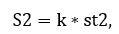 S2 = k * st2,